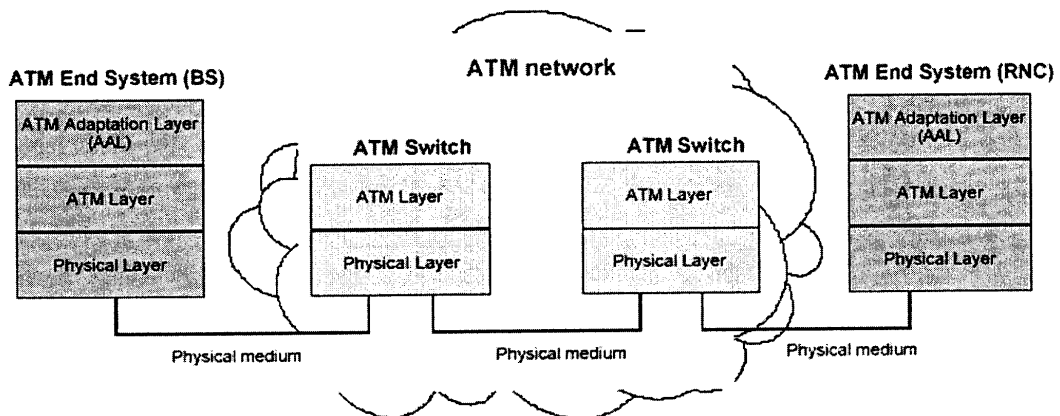 ATM network
ATM End System (BS)
ATM End System (RNC)
ATM Adaptation Layer
(AAL)
ATM Layer
Physical Layer
ATM Switch
ATM Layer
Physical Layer
ATM Switch
ATM Layer
Physical Layer
ATM Adaptation Layer
(AAL)
ATM Layer
Physical Layer
Physical medium
Physical medium
Physical medium